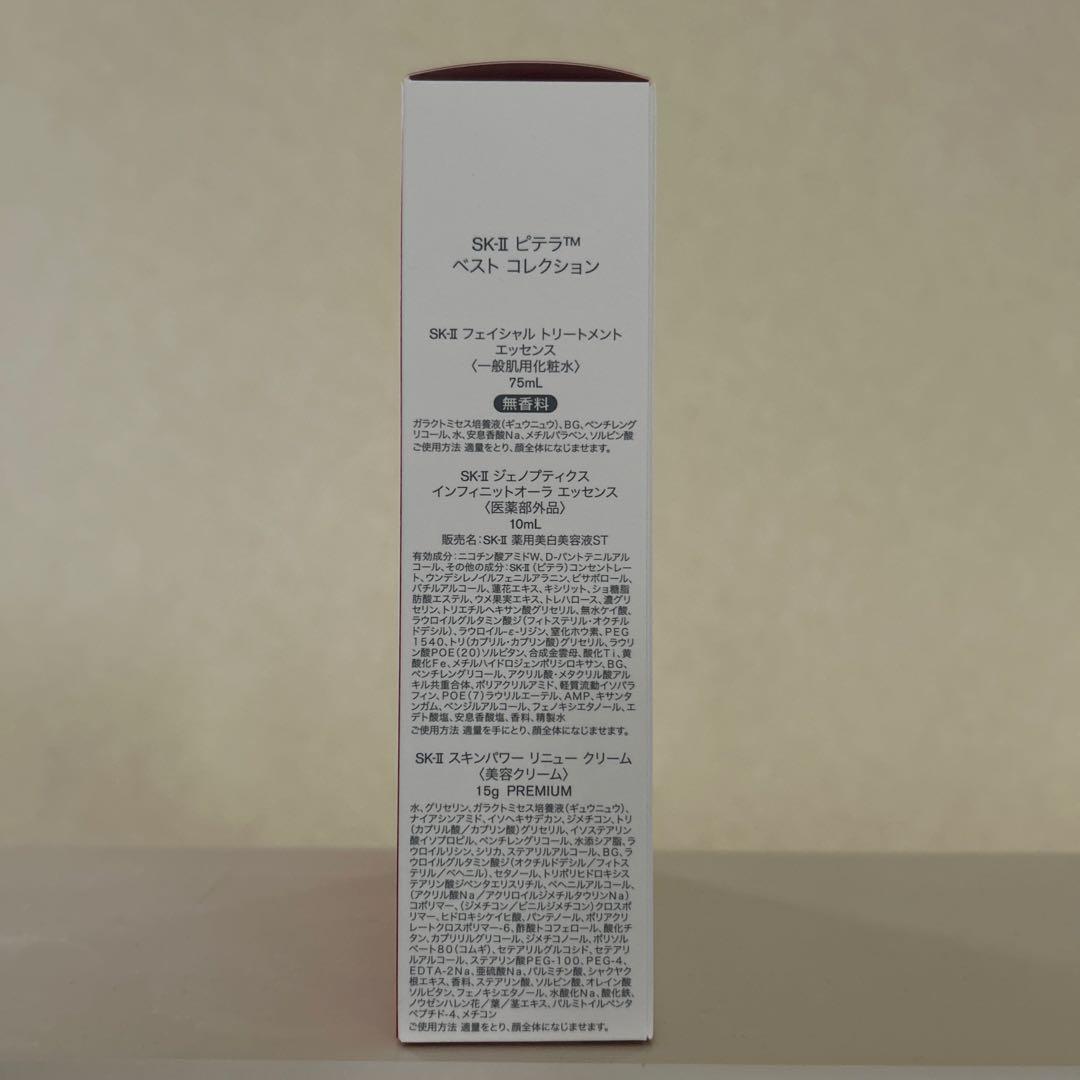 SK-Ⅱ ピテラ™
ベスト コレクション
SK-Ⅱ フェイシャル トリートメント
エッセンス
〈一般肌用化粧水〉
75mL
無香料
ガラクトミセス培養液(ギュウニュウ)、BG、ペンチレング
リコール、水、安息香酸Na、メチルパラベン、ソルビン酸
ご使用方法 適量をとり、顔全体になじませます。
SK-Ⅱ ジェノプティクス
インフィニットオーラ エッセンス
〈医薬部外品〉
10mL
販売名:SK-Ⅱ 薬用美白美容液ST
有効成分:ニコチン酸アミドW、D-パントテニルアル
コール、その他の成分:SK-Ⅱ(ピテラ)コンセントレー
ト、ウンデシレノイルフェニルアラニン、ビサボロール、
バチルアルコール、蓮花エキス、キシリット、ショ糖脂
肪酸エステル、ウメ果実エキス、トレハロース、濃グリ
セリン、トリエチルヘキサン酸グリセリル、無水ケイ酸、
ラウロイルグルタミン酸ジ(フィトステリル・オクチル
ドデシル)、ラウロイル-ε-リジン、窒化ホウ素、PEG
1540、トリ(カプリル・カプリン酸)グリセリル、ラウリ
ン酸POE(20)ソルビタン、合成金雲母、酸化Ti、黄
酸化Fe、メチルハイドロジェンポリシロキサン、BG、
ペンチレングリコール、アクリル酸・メタクリル酸アル
キル共重合体、ポリアクリルアミド、軽質流動イソパラ
フィン、POE(7)ラウリルエーテル、AMP、キサンタ
ンガム、ベンジルアルコール、フェノキシエタノール、エ
デト酸塩、安息香酸塩、香料、精製水
ご使用方法 適量を手にとり、顔全体になじませます。
SK-Ⅱ スキンパワー リニュー クリーム
〈美容クリーム〉
15g PREMIUM
水、グリセリン、ガラクトミセス培養液(ギュウニュウ)、
ナイアシンアミド、イソヘキサデカン、ジメチコン、トリ
(カプリル酸/カプリン酸)グリセリル、イソステアリン
酸イソプロピル、ペンチレングリコール、水添シア脂、ラ
ウロイルリシン、シリカ、ステアリルアルコール、BG、ラ
ウロイルグルタミン酸ジ(オクチルドデシル/フィトス
テリル/ベヘニル)、セタノール、トリポリヒドロキシス
テアリン酸ジペンタエリスリチル、ベヘニルアルコール、
(アクリル酸Na/アクリロイルジメチルタウリンNa)
コポリマー、(ジメチコン/ビニルジメチコン)クロスポ
リマー、ヒドロキシケイヒ酸、パンテノール、ポリアクリ
レートクロスポリマー-6、酢酸トコフェロール、酸化チ
タン、カプリリルグリコール、ジメチコノール、ポリソル
ベート80(コムギ)、セテアリルグルコシド、セテアリ
ルアルコール、ステアリン酸PEG-100、PEG-4、
EDTA-2Na、亜硫酸Na、パルミチン酸、シャクヤク
根エキス、香料、ステアリン酸、ソルビン酸、オレイン酸
ソルビタン、フェノキシエタノール、水酸化Na、酸化鉄、
ノウゼンハレン花/葉/茎エキス、パルミトイルペンタ
ペプチド-4、メチコン
ご使用方法 適量をとり、顔全体になじませます。